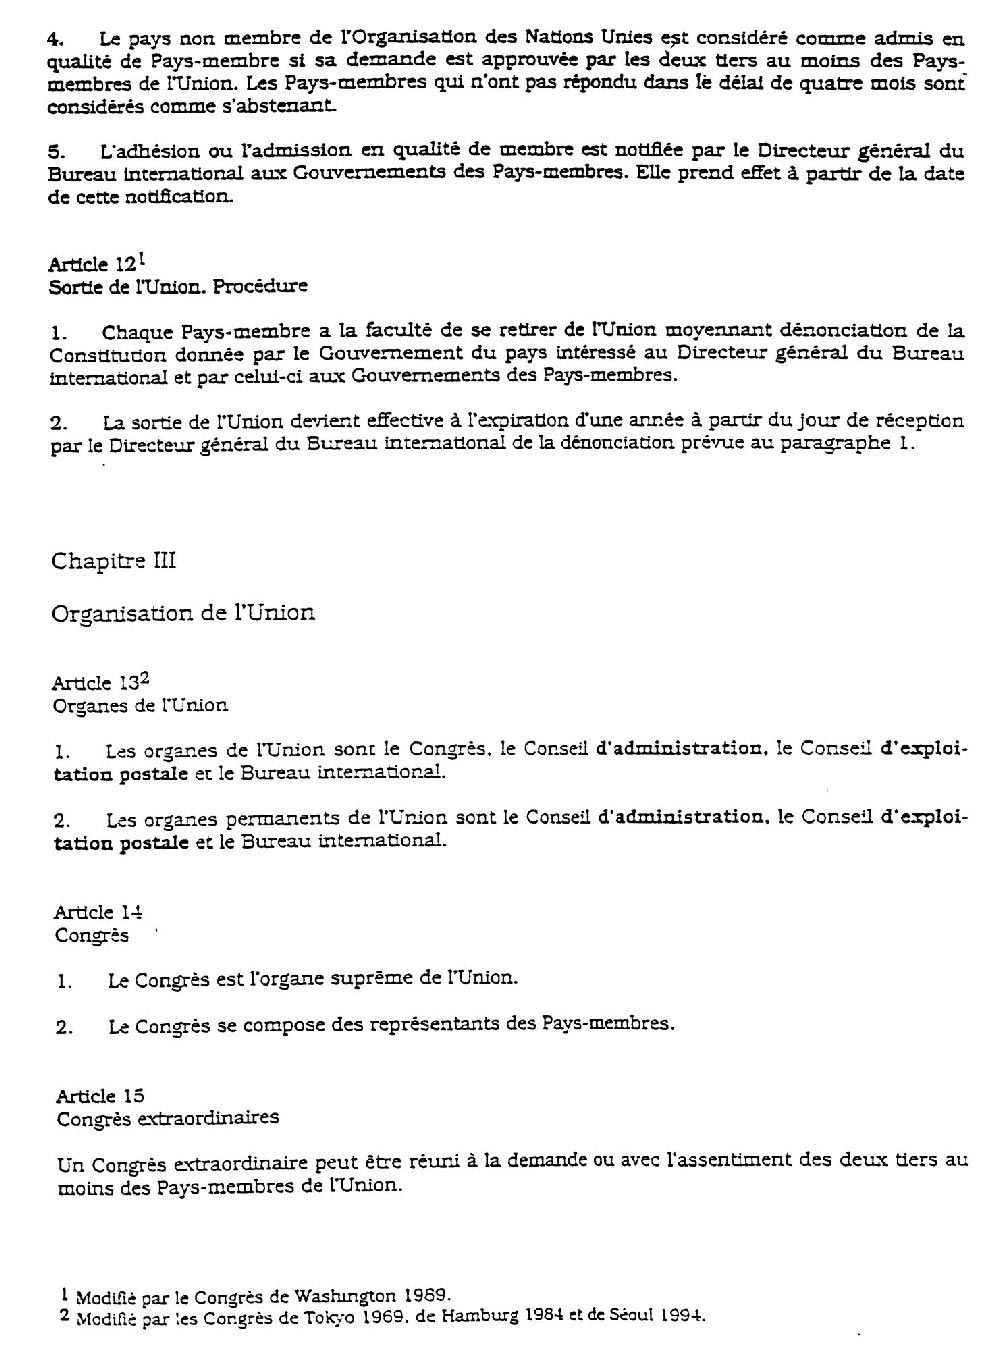 4. Le pays non membre de l'Organisation des Nations Unies est considéré comme admis en
qualité de Pays-membre si sa demande est approuvée par les deux tiers au moins des Pays-
membres de l'Union. Les Pays-membres qui n'ont pas répondu dans le délai de quatre mois sont
considérés comme s'abstenant.
5. L'adhésion ou l'admission en qualité de membre est notifiée par le Directeur général du
Bureau international aux Gouvernements des Pays-membres. Elle prend effet à partir de la date
de cette notification.
Article 12¹
Sortie de l'Union. Procédure
1. Chaque Pays-membre a la faculté de se retirer de l'Union moyennant dénonciation de la
Constitution donnée par le Gouvernement du pays intéressé au Directeur général du Bureau
international et par celui-ci aux Gouvernements des Pays-membres.
2. La sortie de l'Union devient effective à l'expiration d'une année à partir du jour de réception
par le Directeur général du Bureau international de la dénonciation prévue au paragraphe 1.
Chapitre III
Organisation de l'Union
Article 13²
Organes de l'Union
1. Les organes de l'Union sont le Congrès, le Conseil d'administration, le Conseil d'exploi-
tation postale et le Bureau international.
2. Les organes permanents de l'Union sont le Conseil d'administration, le Conseil d'exploi-
tation postale et le Bureau international.
Article 14
Congrès
1. Le Congrès est l'organe suprême de l'Union.
2. Le Congrès se compose des représentants des Pays-membres.
Article 15
Congrès extraordinaires
Un Congrès extraordinaire peut être réuni à la demande ou avec l'assentiment des deux tiers au
moins des Pays-membres de l'Union.
1 Modifié par le Congrès de Washington 1989.
2 Modifié par les Congrès de Tokyo 1969, de Hamburg 1984 et de Séoul 1994.